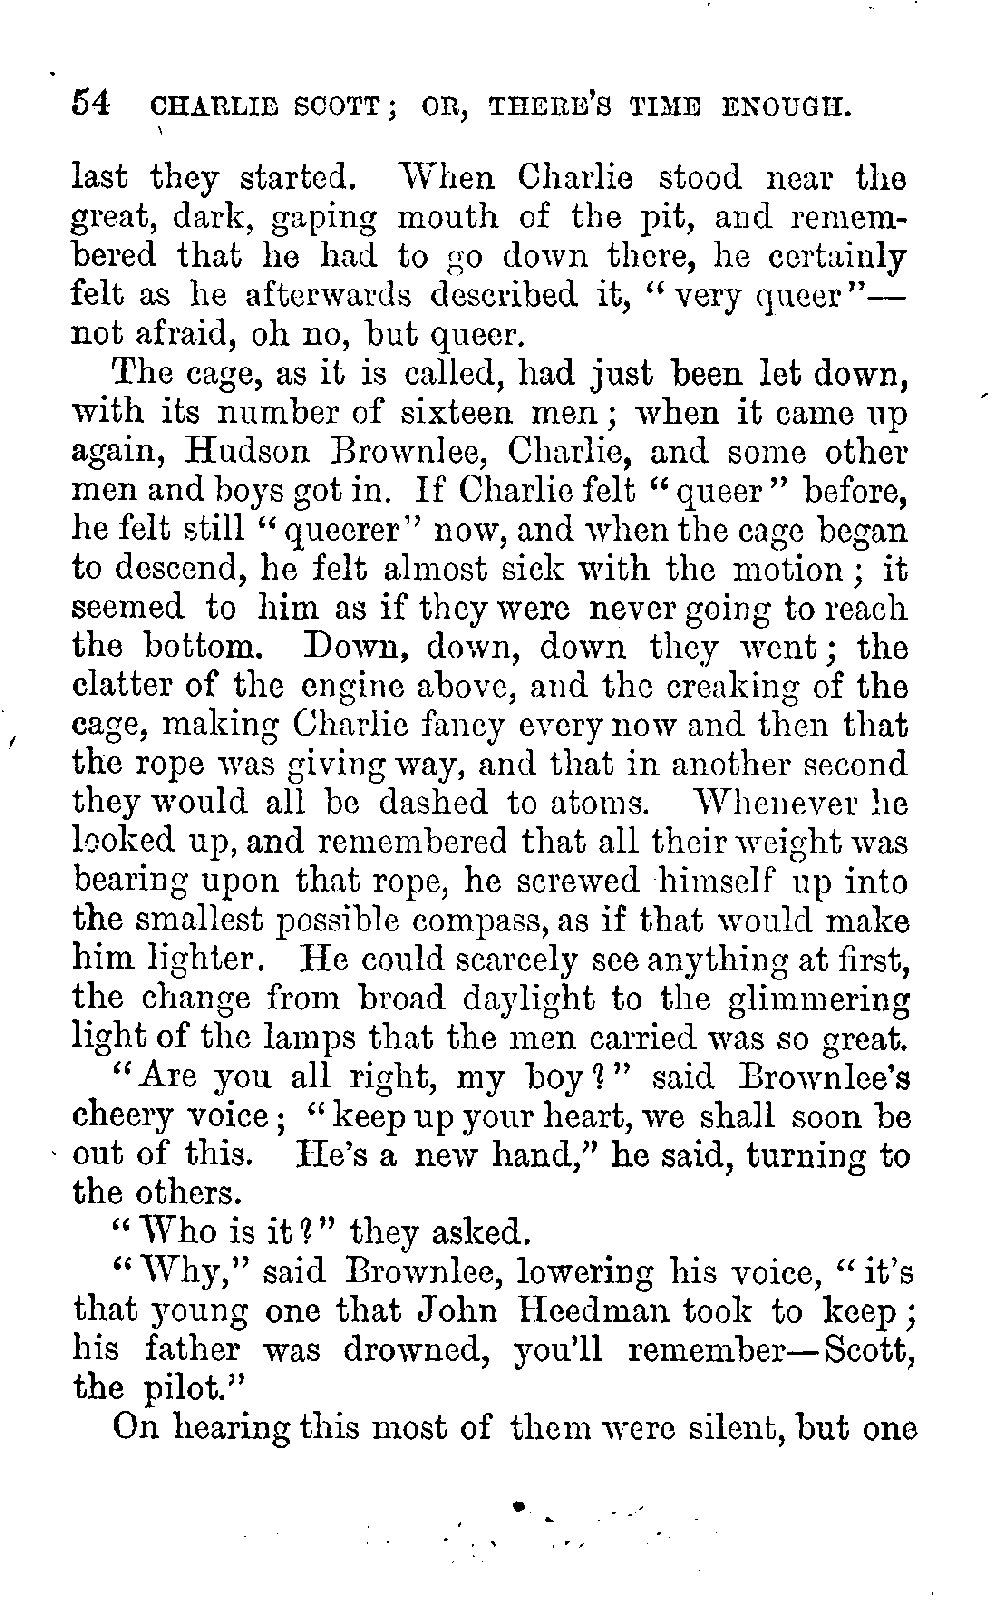 54 CHARLIE SCOTT; OR, THERE'S TIME ENOUGH.
last they started. When Charlie stood near the
great, dark, gaping mouth of the pit, and remem-
bered that he had to go down there, he certainly
felt as he afterwards described it, "very queer"—
not afraid, oh no, but queer.
The cage, as it is called, had just been let down,
with its number of sixteen men; when it came up
again, Hudson Brownlee, Charlie, and some other
men and boys got in. If Charlie felt "queer" before,
he felt still "queerer" now, and when the cage began
to descend, he felt almost sick with the motion; it
seemed to him as if they were never going to reach
the bottom. Down, down, down they went; the
clatter of the engine above, and the creaking of the
cage, making Charlie fancy every now and then that
the rope was giving way, and that in another second
they would all be dashed to atoms. Whenever he
looked up, and remembered that all their weight was
bearing upon that rope, he screwed himself up into
the smallest possible compass, as if that would make
him lighter. He could scarcely see anything at first,
the change from broad daylight to the glimmering
light of the lamps that the men carried was so great.
"Are you all right, my boy?" said Brownlee's
cheery voice; "keep up your heart, we shall soon be
out of this. He's a new hand," he said, turning to
the others.
"Who is it?" they asked.
"Why," said Brownlee, lowering his voice, "it's
that young one that John Heedman took to keep;
his father was drowned, you'll remember—Scott,
the pilot."
On hearing this most of them were silent, but one